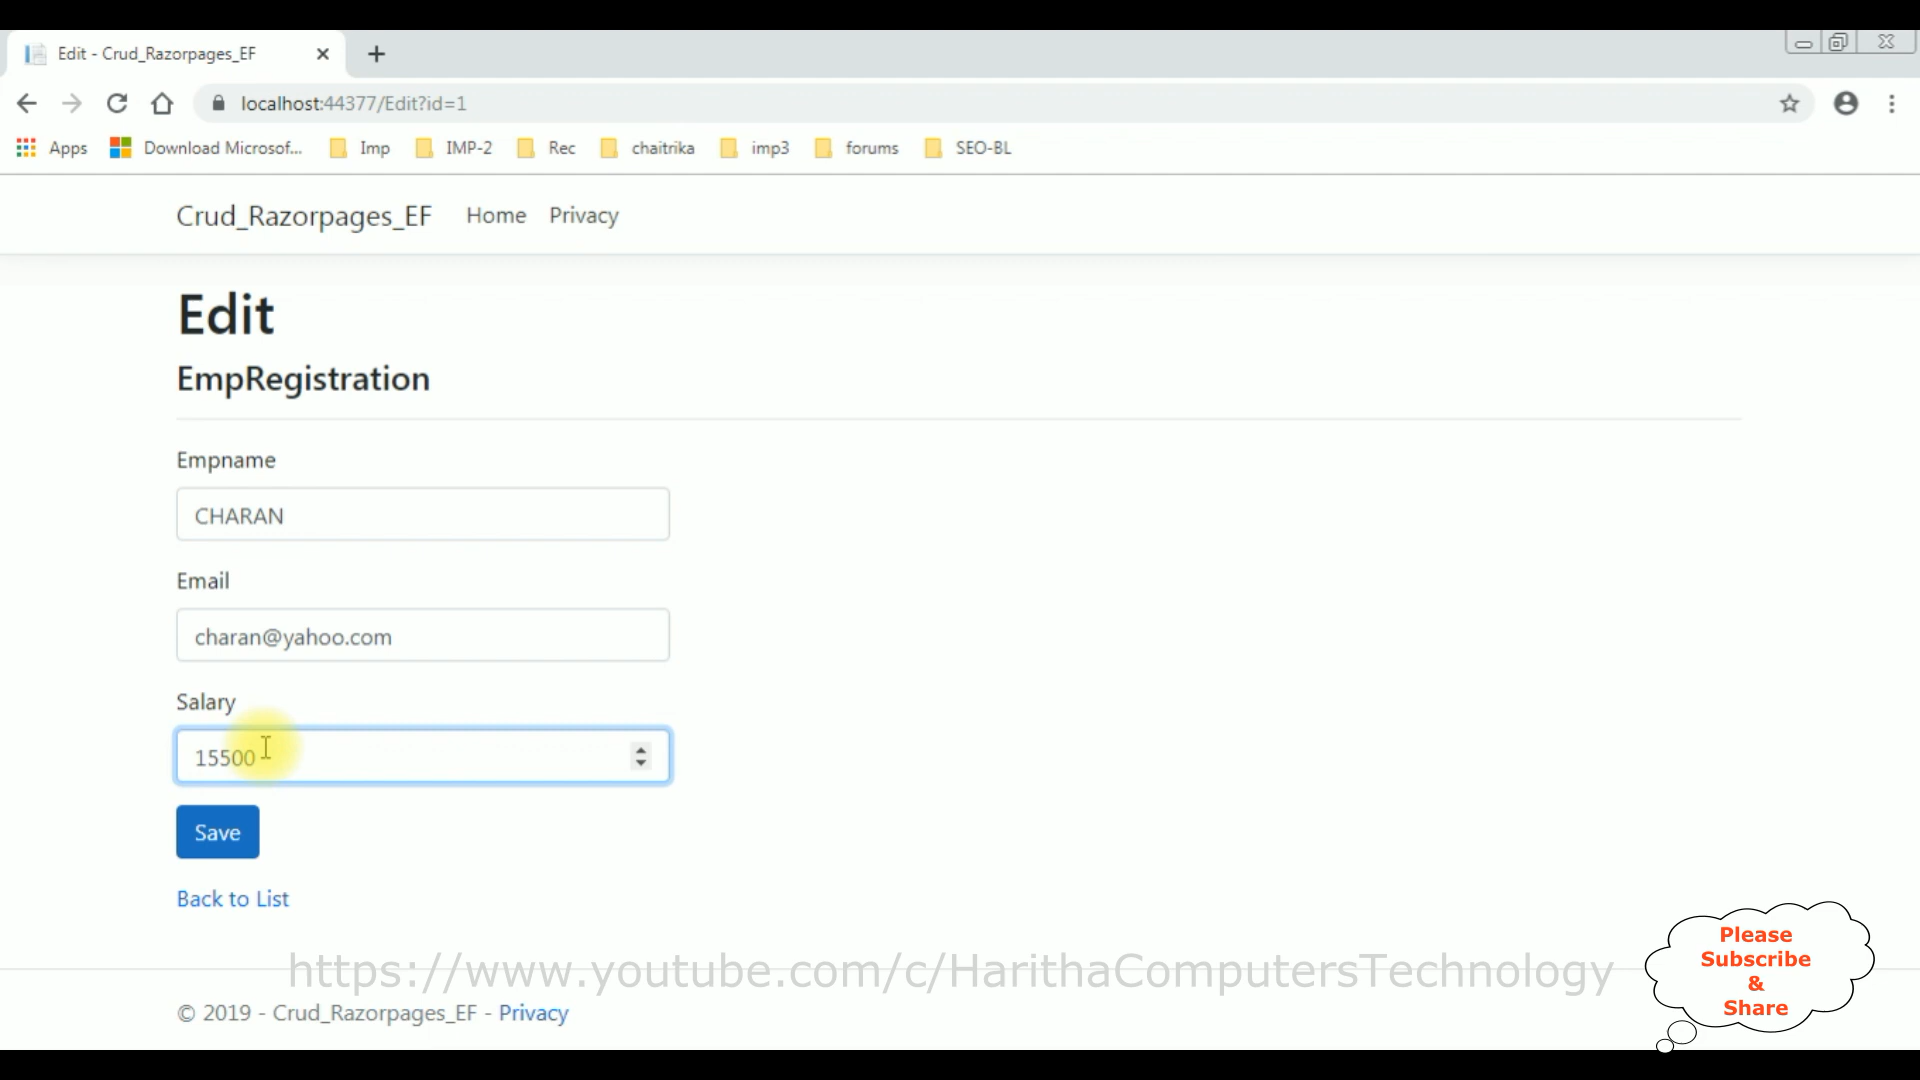 Edit - Crud_Razorpages_EF
localhost:44377/Edit?id=1
Apps Download Microsof... Imp IMP-2 Rec chaitrika imp3 forums SEO-BL
Crud_Razorpages_EF Home Privacy
Edit
EmpRegistration
Empname
CHARAN
Email
charan@yahoo.com
Salary
15500
Save
Back to List
https://www.youtube.com/c/HarithaComputersTechnology
Please
Subscribe
&
Share
© 2019 - Crud_Razorpages_EF - Privacy